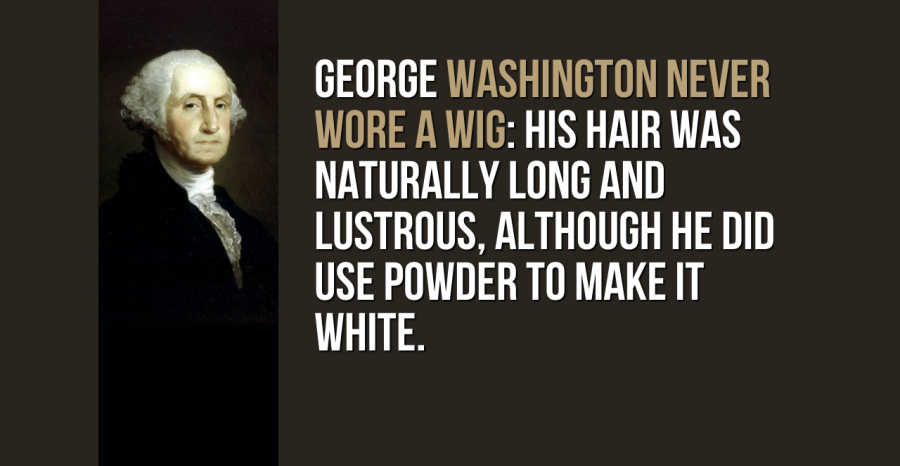 GEORGE WASHINGTON NEVER
WORE A WIG: HIS HAIR WAS
NATURALLY LONG AND
LUSTROUS, ALTHOUGH HE DID
USE POWDER TO MAKE IT
WHITE.